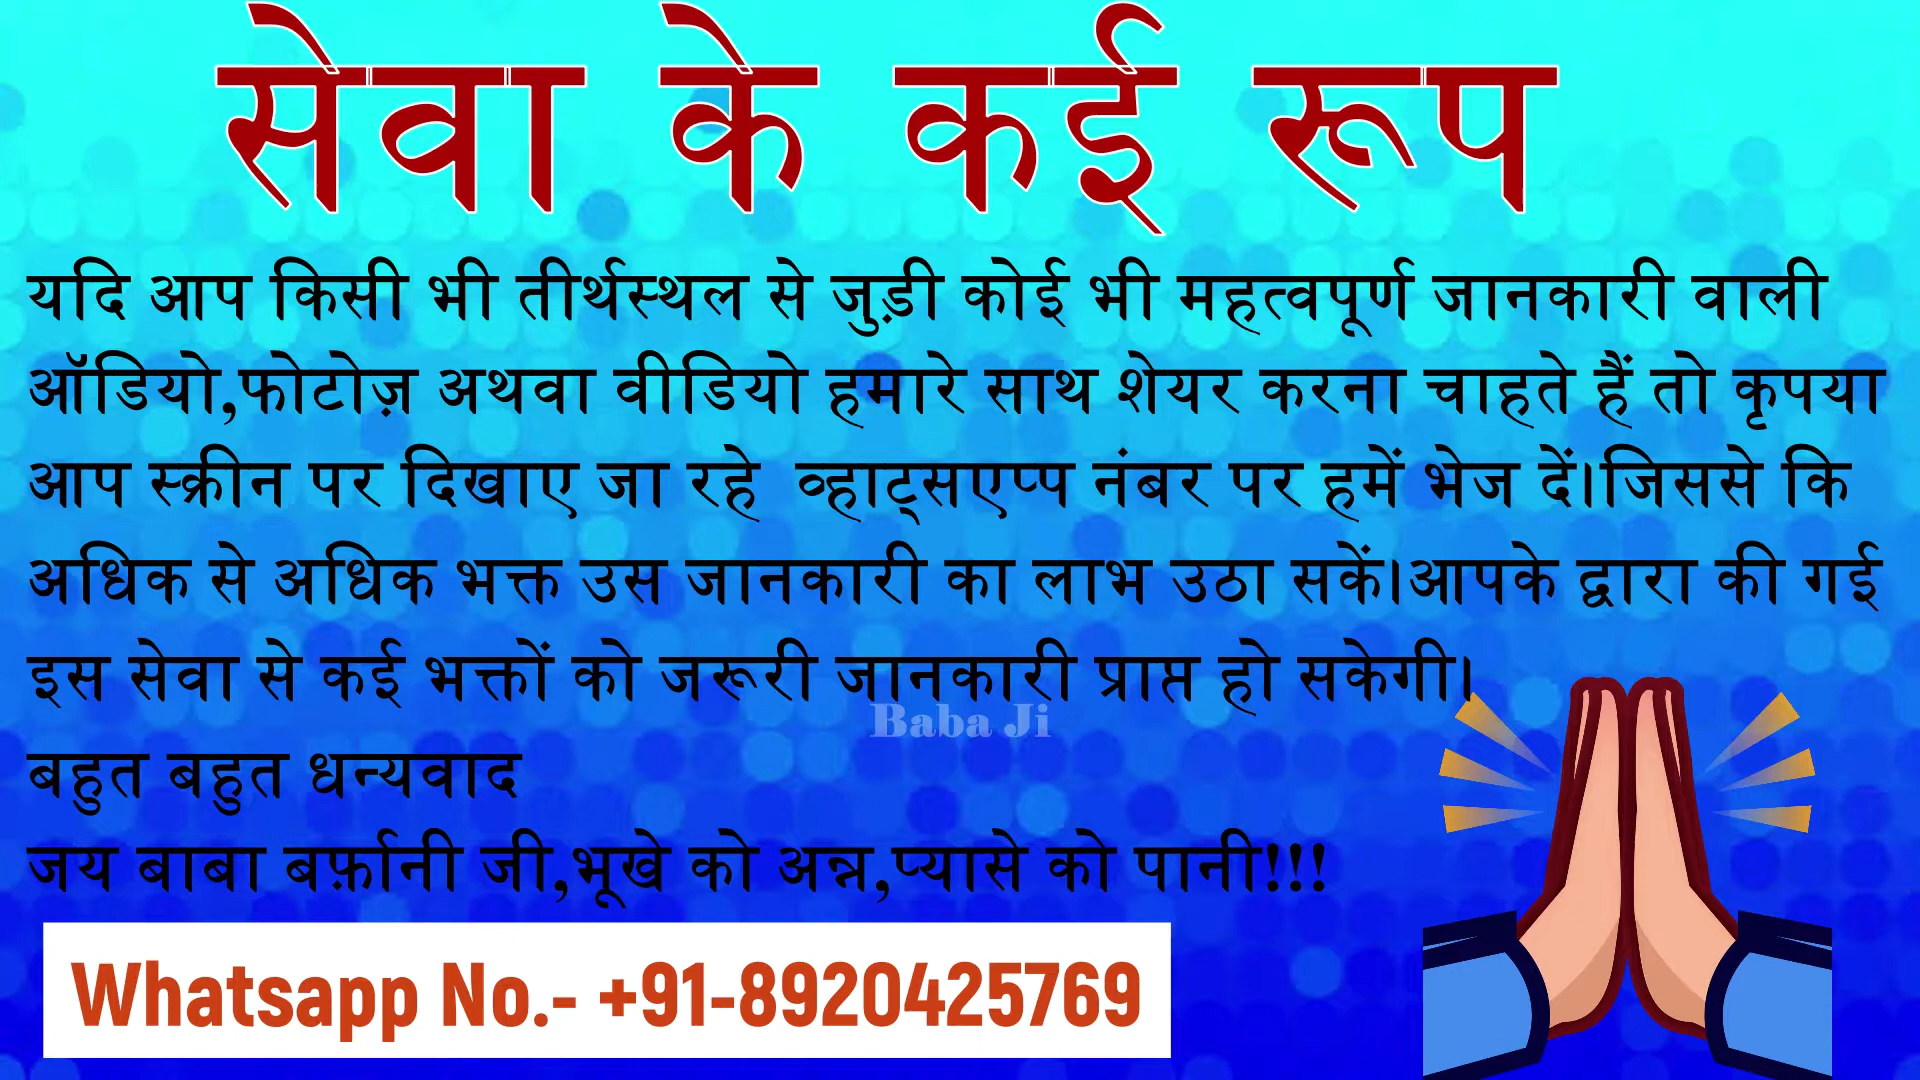 सेवा के कई रूप
यदि आप किसी भी तीर्थस्थल से जुड़ी कोई भी महत्वपूर्ण जानकारी वाली
ऑडियो,फोटोज़ अथवा वीडियो हमारे साथ शेयर करना चाहते हैं तो कृपया
आप स्क्रीन पर दिखाए जा रहे व्हाट्सएप्प नंबर पर हमें भेज दें।जिससे कि
अधिक से अधिक भक्त उस जानकारी का लाभ उठा सकें।आपके द्वारा की गई
इस सेवा से कई भक्तों को जरूरी जानकारी प्राप्त हो सकेगी।
Baba Ji
बहुत बहुत धन्यवाद
जय बाबा बर्फ़ानी जी,भूखे को अन्न,प्यासे को पानी!!!
Whatsapp No.- +91-8920425769